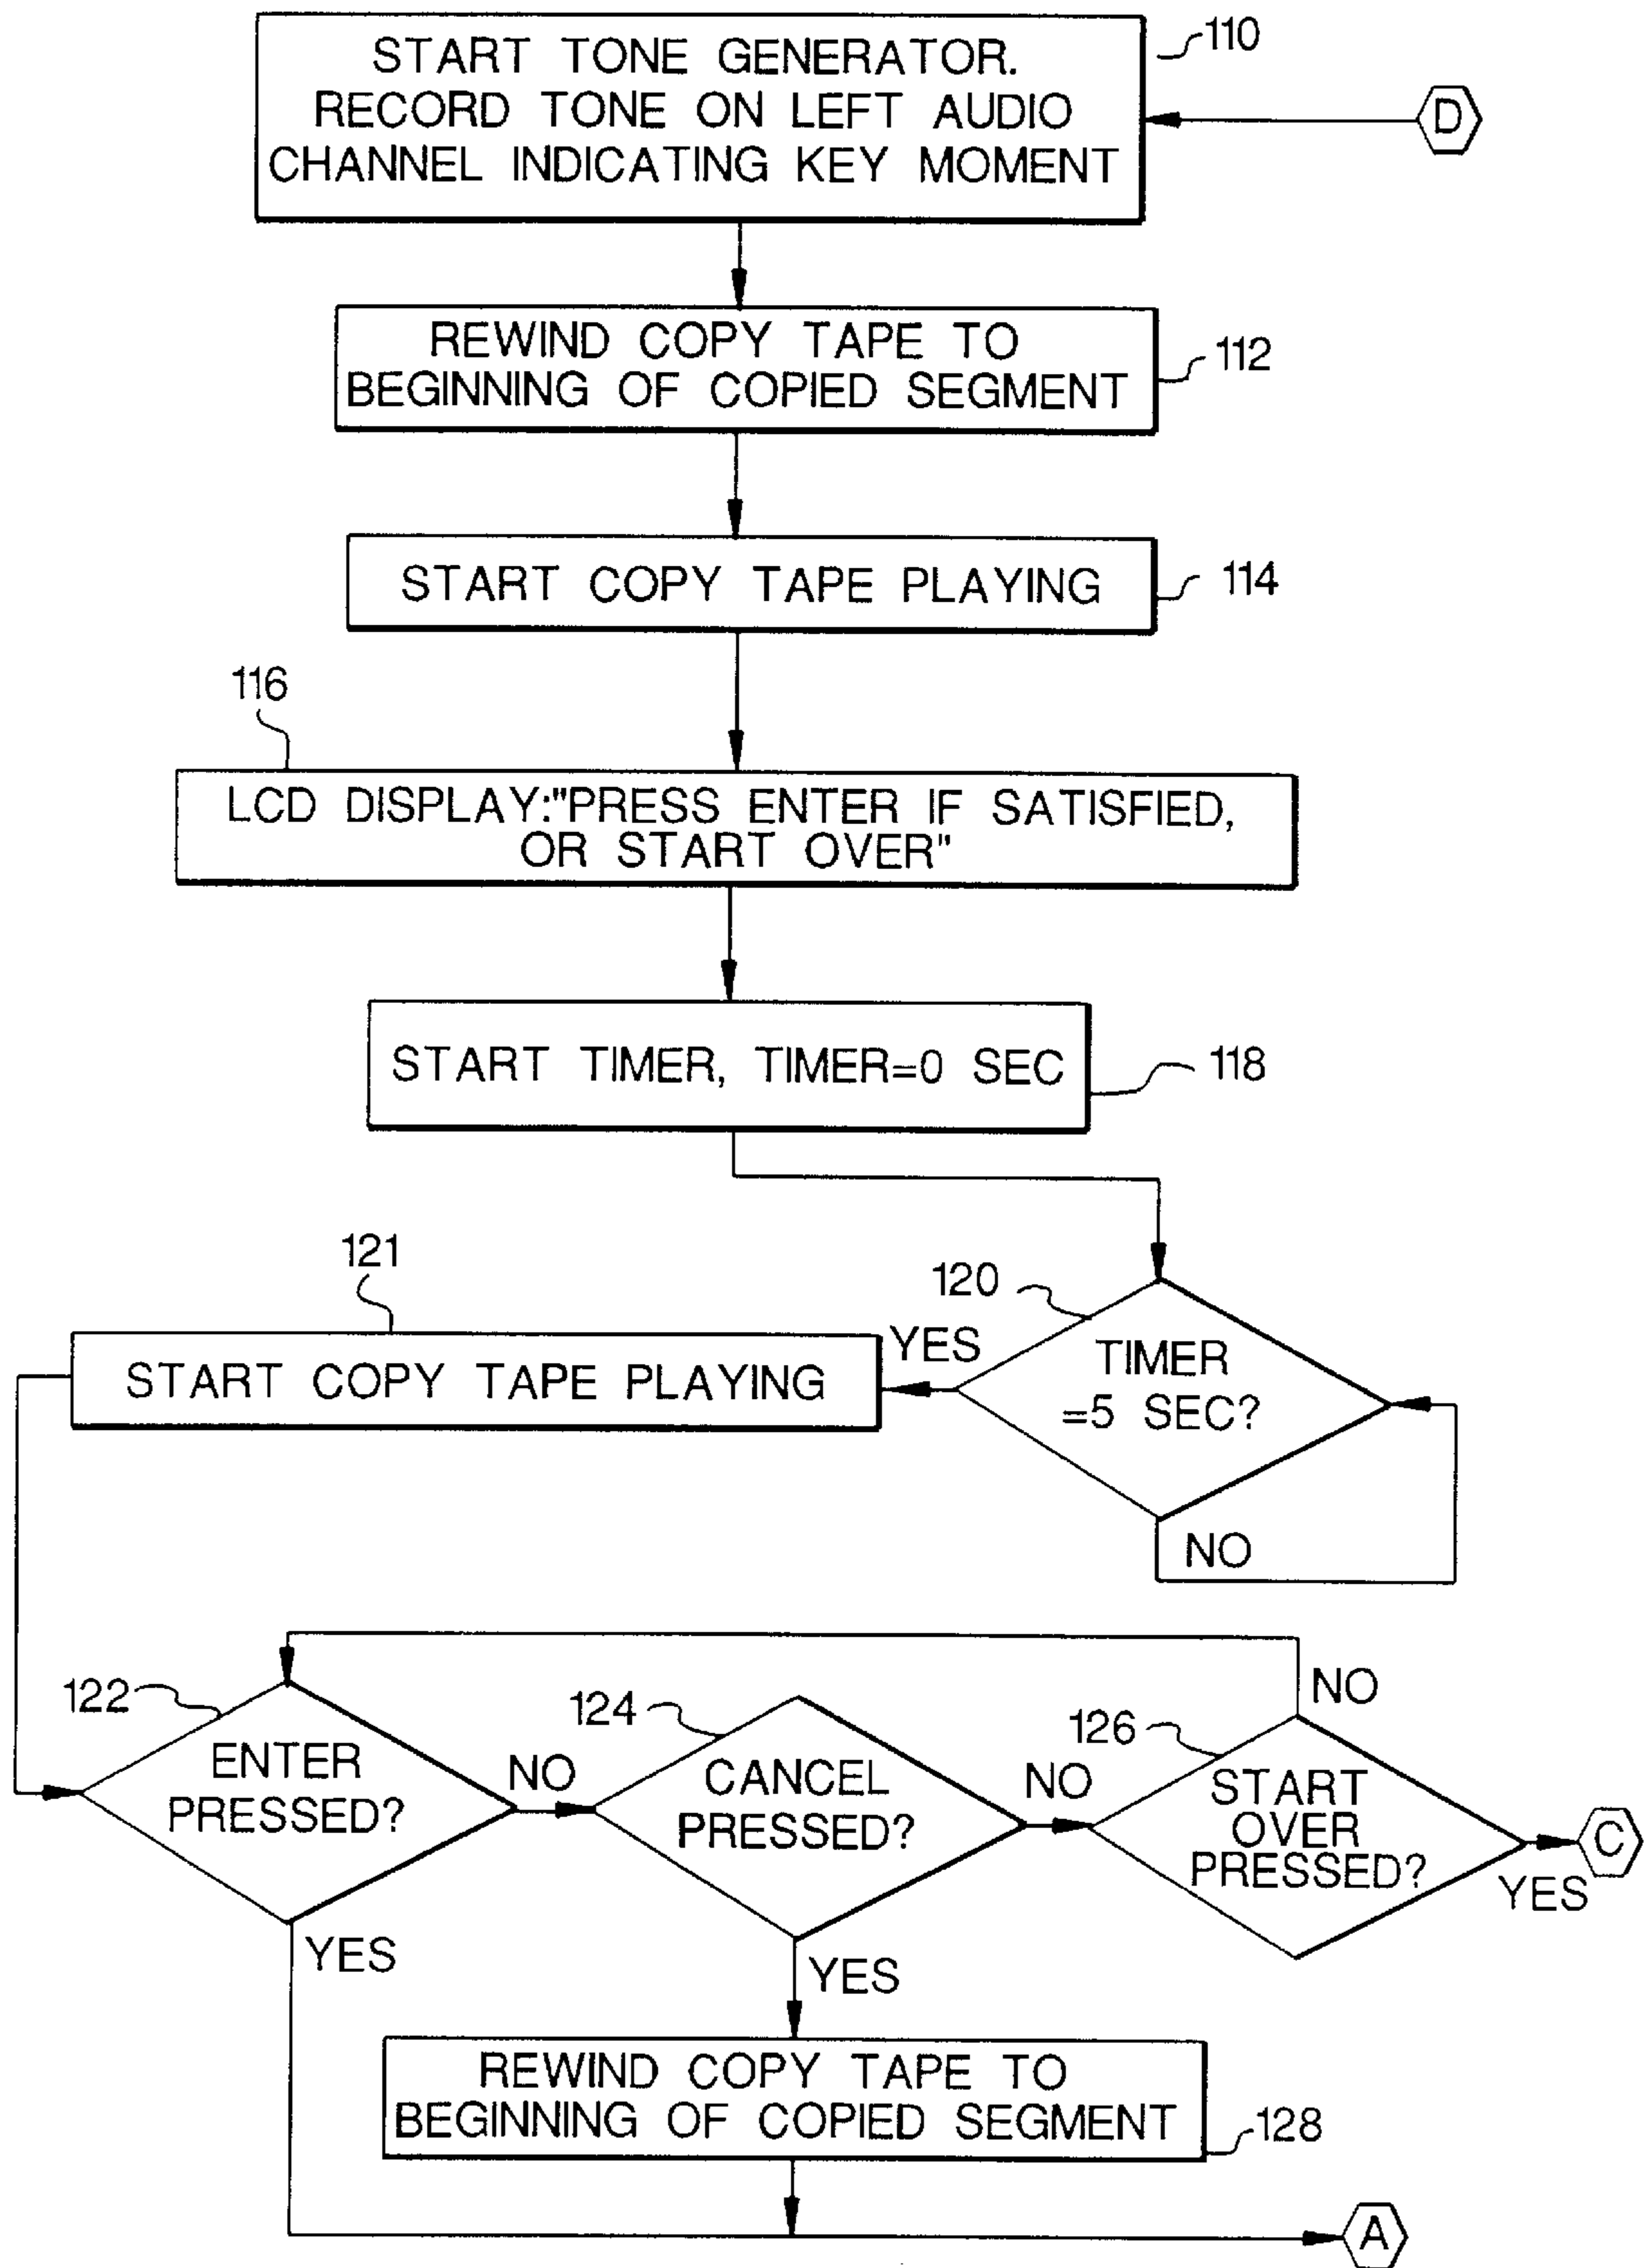 START TONE GENERATOR.
RECORD TONE ON LEFT AUDIO
CHANNEL INDICATING KEY MOMENT
110
D
REWIND COPY TAPE TO
BEGINNING OF COPIED SEGMENT
112
START COPY TAPE PLAYING
114
116
LCD DISPLAY:"PRESS ENTER IF SATISFIED,
OR START OVER"
START TIMER, TIMER=0 SEC
118
121
START COPY TAPE PLAYING
YES
120
TIMER
=5 SEC?
NO
122
ENTER
PRESSED?
NO
YES
124
CANCEL
PRESSED?
NO
YES
126
START
OVER
PRESSED?
NO
YES
C
REWIND COPY TAPE TO
BEGINNING OF COPIED SEGMENT
128
A